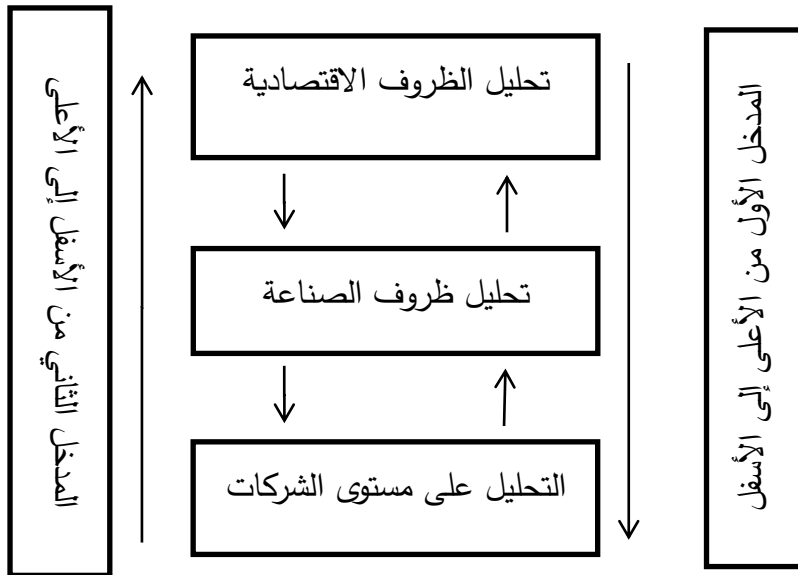 المدخل الأول من الأعلى إلى الأسفل
تحليل الظروف الاقتصادية
تحليل ظروف الصناعة
التحليل على مستوى الشركات
المدخل الثاني من الأسفل إلى الأعلى